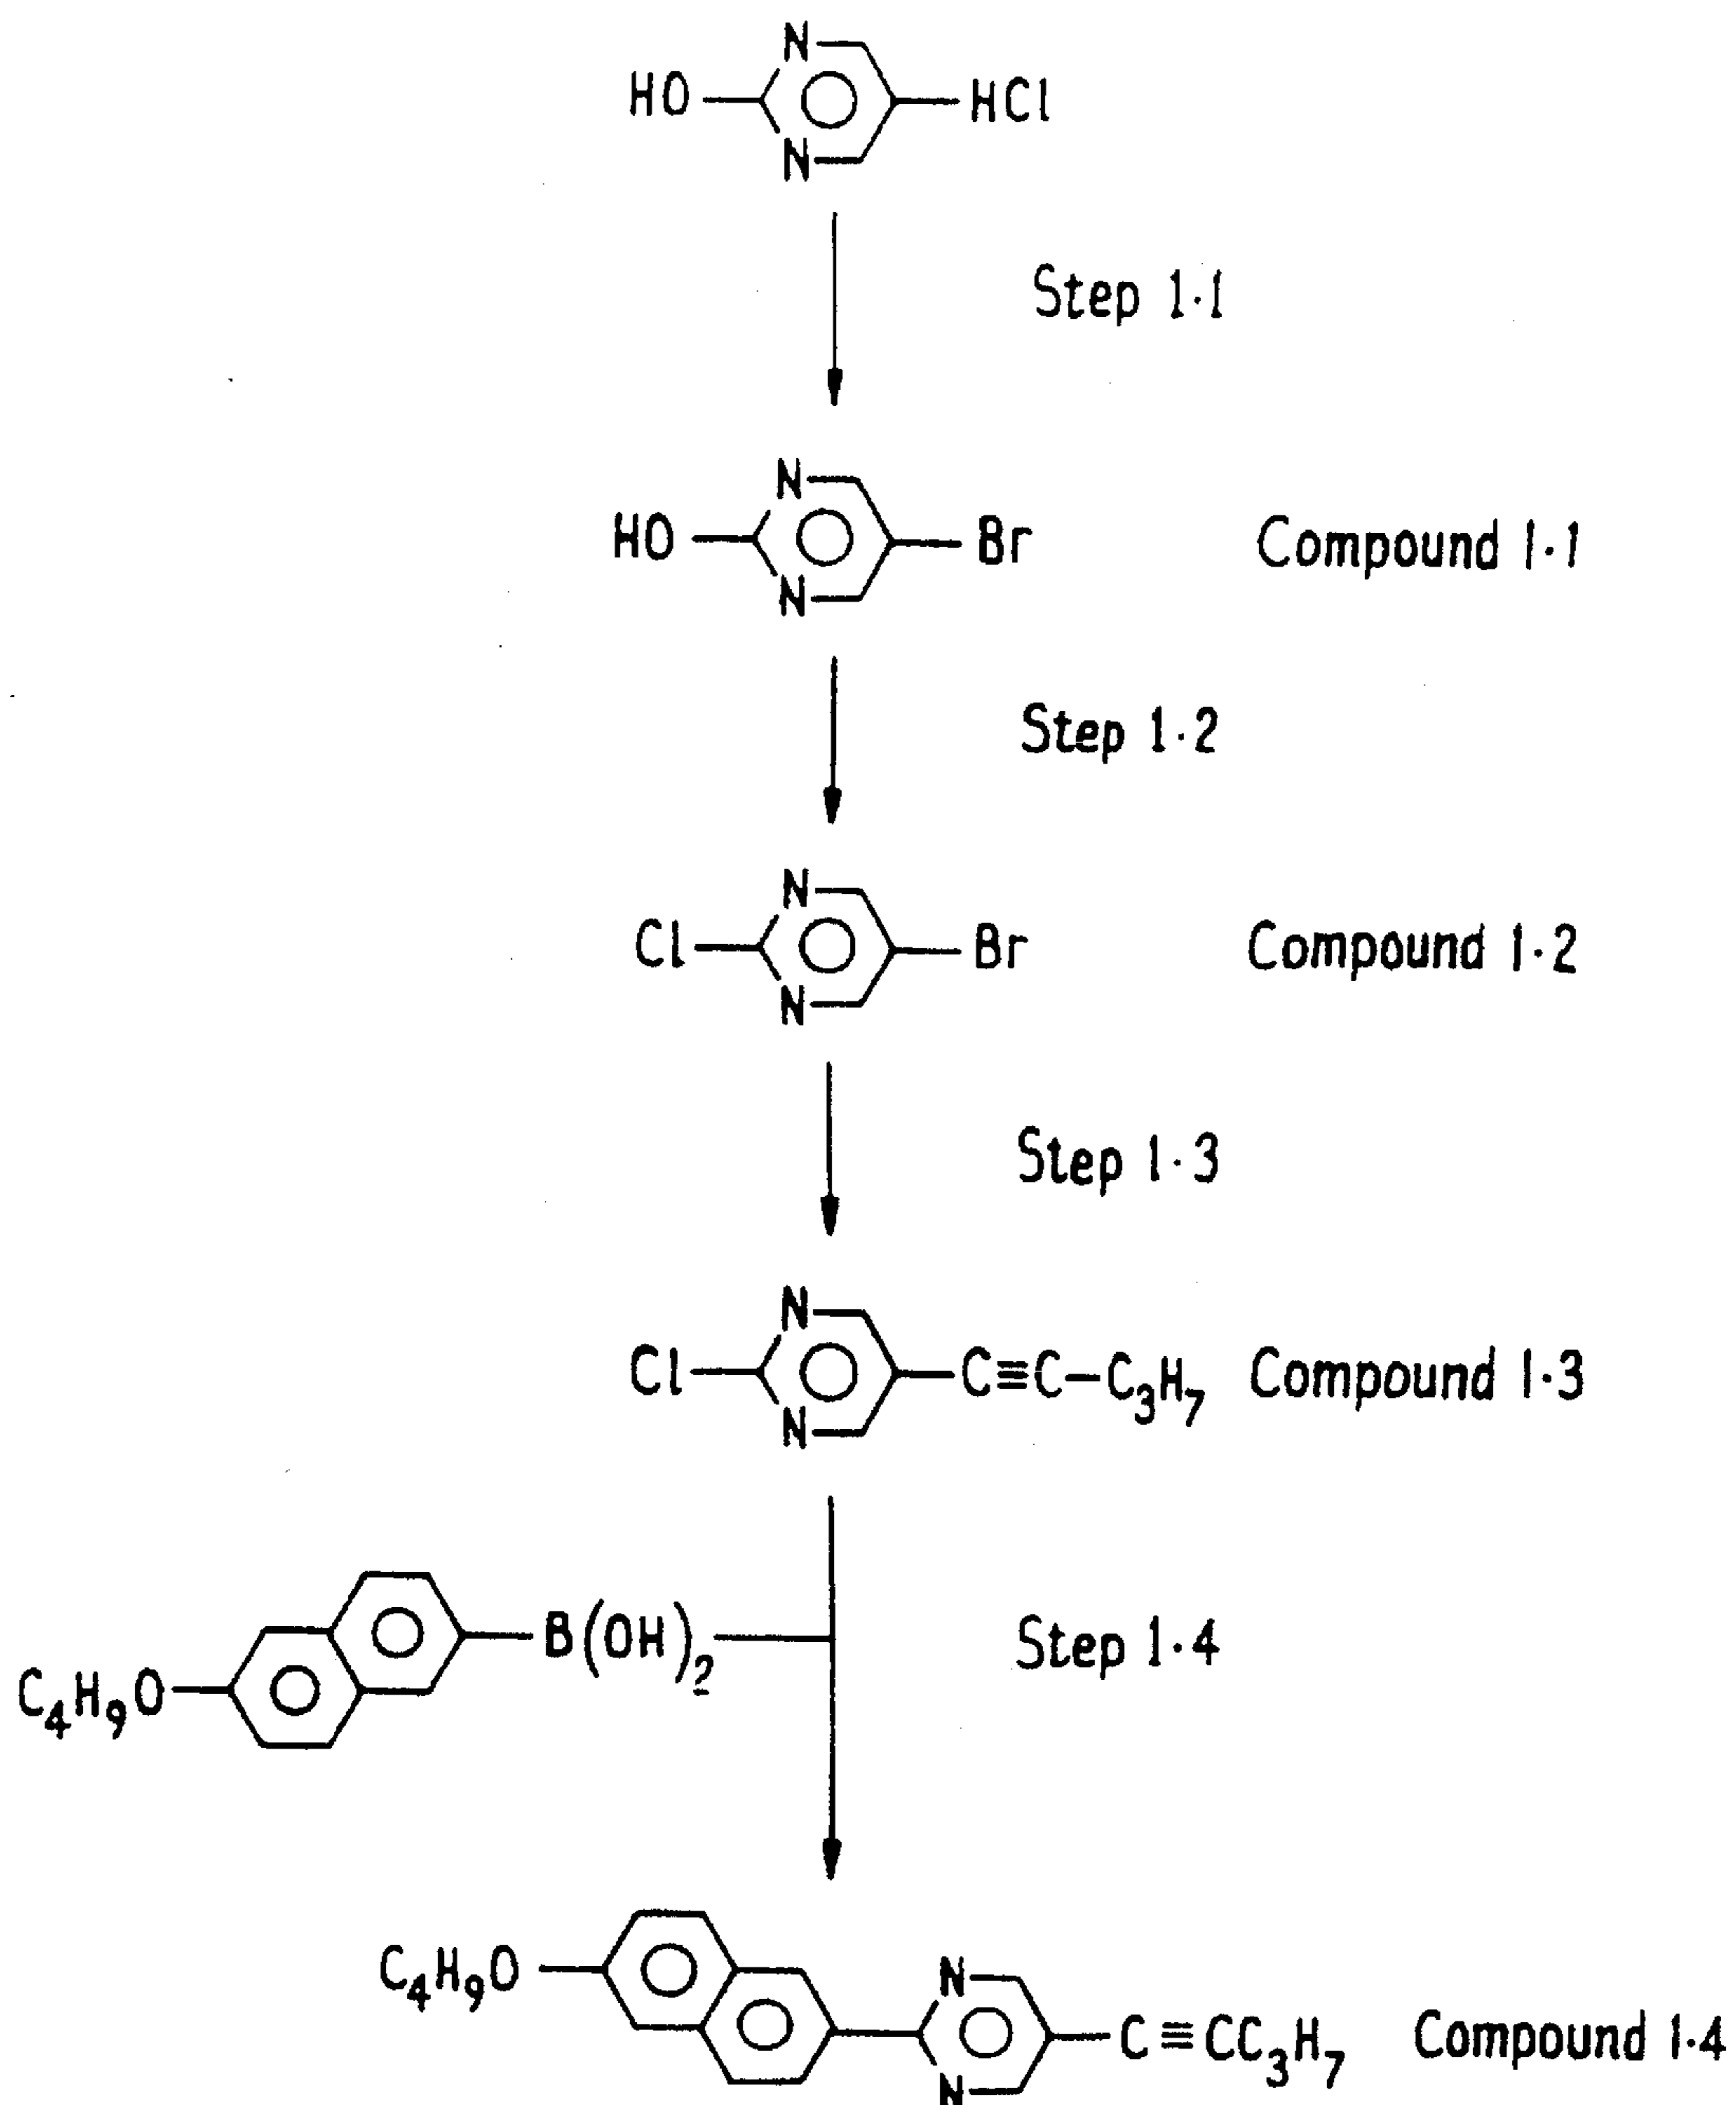 N
HO HCl
N
Step 1·1
N
HO Br Compound 1·1
N
Step 1·2
N
Cl Br Compound 1·2
N
Step 1·3
N
Cl C≡C–C₃H₇ Compound 1·3
N
B(OH)₂ Step 1·4
C₄H₉O
C₄H₉O N
C≡CC₃H₇ Compound 1·4
N